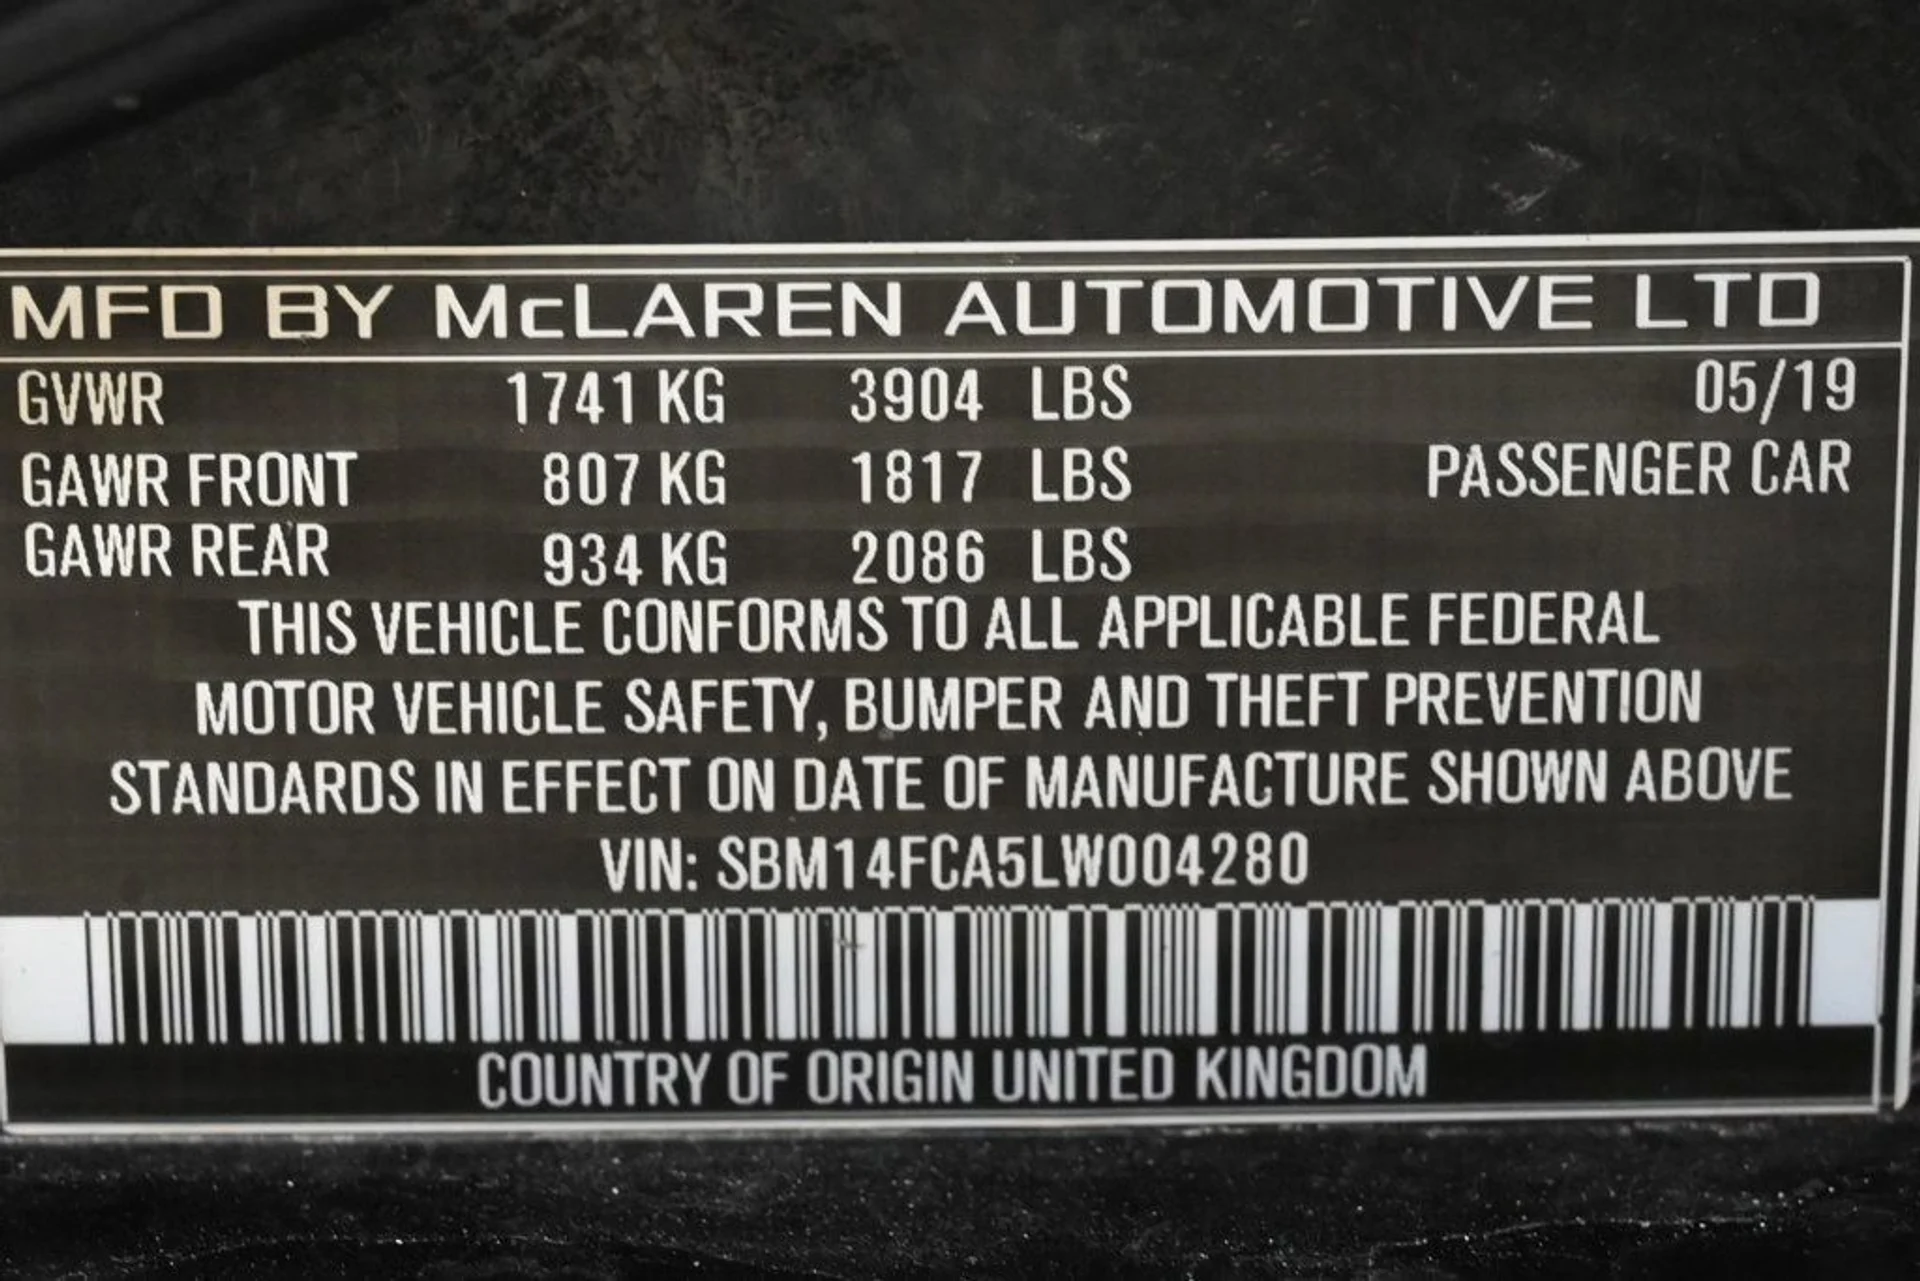 MFD BY McLAREN AUTOMOTIVE LTD
GVWR 1741 KG 3904 LBS 05/19
GAWR FRONT 807 KG 1817 LBS PASSENGER CAR
GAWR REAR 934 KG 2086 LBS
THIS VEHICLE CONFORMS TO ALL APPLICABLE FEDERAL
MOTOR VEHICLE SAFETY, BUMPER AND THEFT PREVENTION
STANDARDS IN EFFECT ON DATE OF MANUFACTURE SHOWN ABOVE
VIN: SBM14FCA5LW004280
COUNTRY OF ORIGIN UNITED KINGDOM